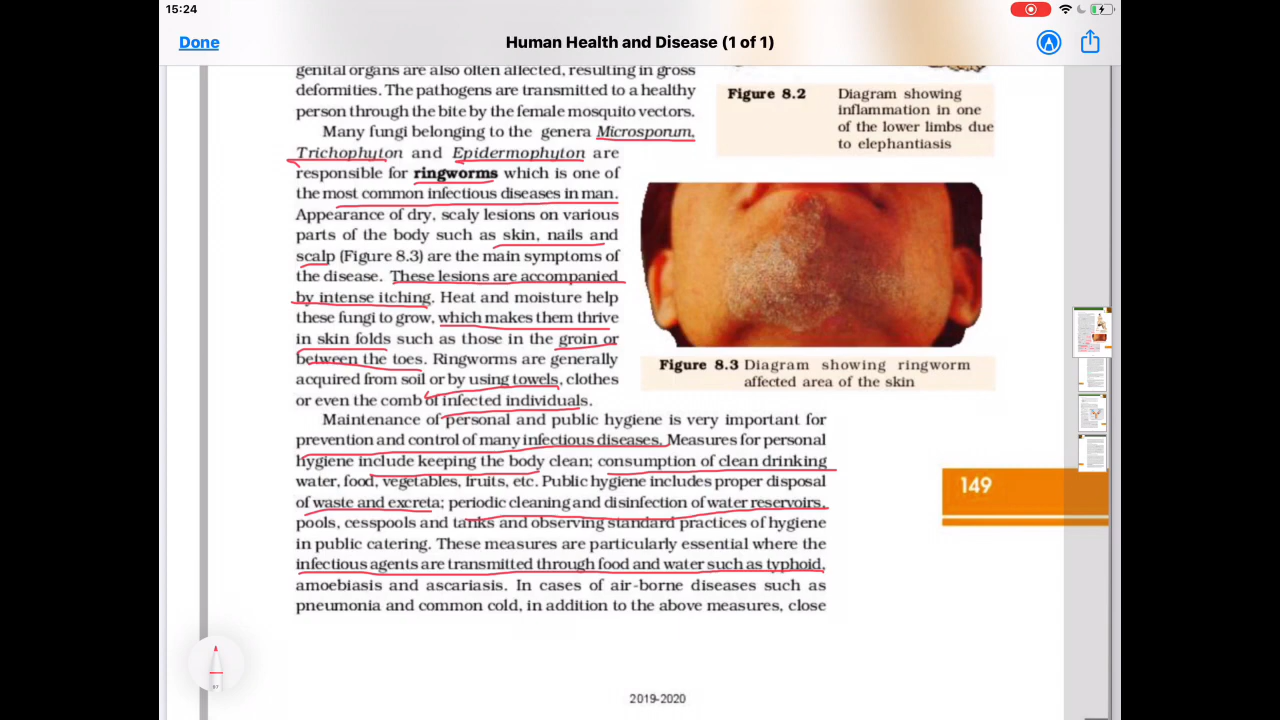 15:24
Done
Human Health and Disease (1 of 1)
genital organs are also often affected, resulting in gross
deformities. The pathogens are transmitted to a healthy
person through the bite by the female mosquito vectors.
Many fungi belonging to the genera Microsporum,
Trichophyton and Epidermophyton are
responsible for ringworms which is one of
the most common infectious diseases in man.
Appearance of dry, scaly lesions on various
parts of the body such as skin, nails and
scalp (Figure 8.3) are the main symptoms of
the disease. These lesions are accompanied
by intense itching. Heat and moisture help
these fungi to grow, which makes them thrive
in skin folds such as those in the groin or
between the toes. Ringworms are generally
acquired from soil or by using towels, clothes
or even the comb of infected individuals.
Figure 8.2 Diagram showing
inflammation in one
of the lower limbs due
to elephantiasis
Figure 8.3 Diagram showing ringworm
affected area of the skin
Maintenance of personal and public hygiene is very important for
prevention and control of many infectious diseases. Measures for personal
hygiene include keeping the body clean; consumption of clean drinking
water, food, vegetables, fruits, etc. Public hygiene includes proper disposal
of waste and excreta; periodic cleaning and disinfection of water reservoirs,
pools, cesspools and tanks and observing standard practices of hygiene
in public catering. These measures are particularly essential where the
infectious agents are transmitted through food and water such as typhoid,
amoebiasis and ascariasis. In cases of air-borne diseases such as
pneumonia and common cold, in addition to the above measures, close
149
2019-2020
97